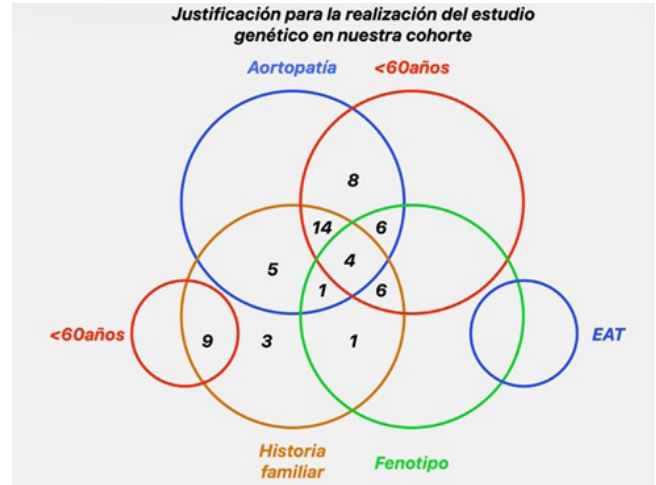 Justificación para la realización del estudio
genético en nuestra cohorte
Aortopatía
<60años
8
14
6
5
4
1
6
<60años
9
3
1
EAT
Historia
familiar
Fenotipo